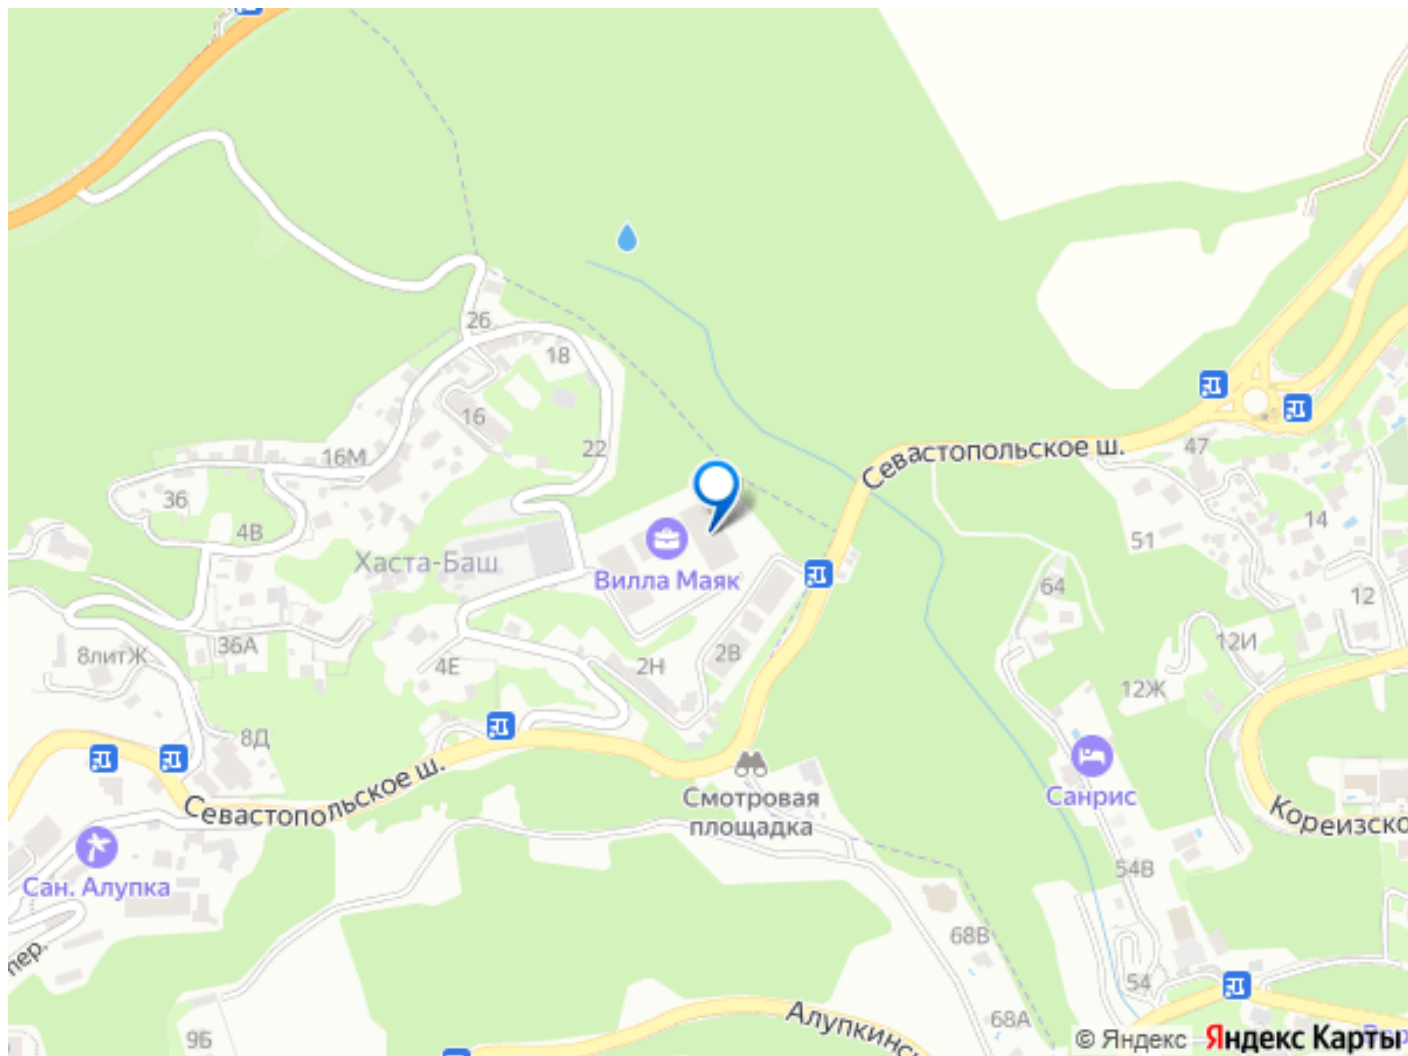 26
18
16
22
16М
36
4В
Хаста-Баш
Вилла Маяк
Севастопольское ш.
47
14
51
12
64
12И
12Ж
36А
8литЖ
4Е
2Н
2В
8Д
Севастопольское ш.
Смотровая
площадка
Санрис
Кореизско
Сан. Алупка
54В
68В
пер.
54
9Б
68А
Алупкинс
© Яндекс
Яндекс Карты